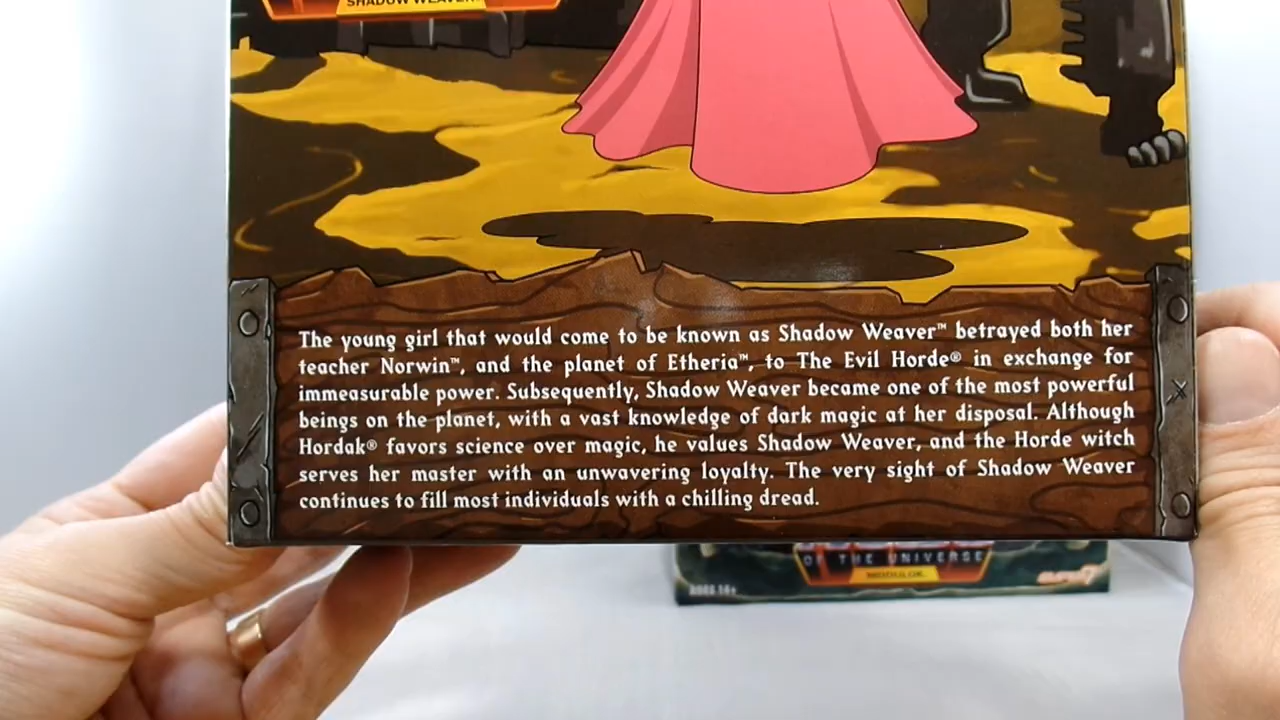 SHADOW WEAVER™
The young girl that would come to be known as Shadow Weaver™ betrayed both her
teacher Norwin™, and the planet of Etheria™, to The Evil Horde® in exchange for
immeasurable power. Subsequently, Shadow Weaver became one of the most powerful
beings on the planet, with a vast knowledge of dark magic at her disposal. Although
Hordak® favors science over magic, he values Shadow Weaver, and the Horde witch
serves her master with an unwavering loyalty. The very sight of Shadow Weaver
continues to fill most individuals with a chilling dread.
OF THE UNIVERSE
MODULOK
AGES 14+